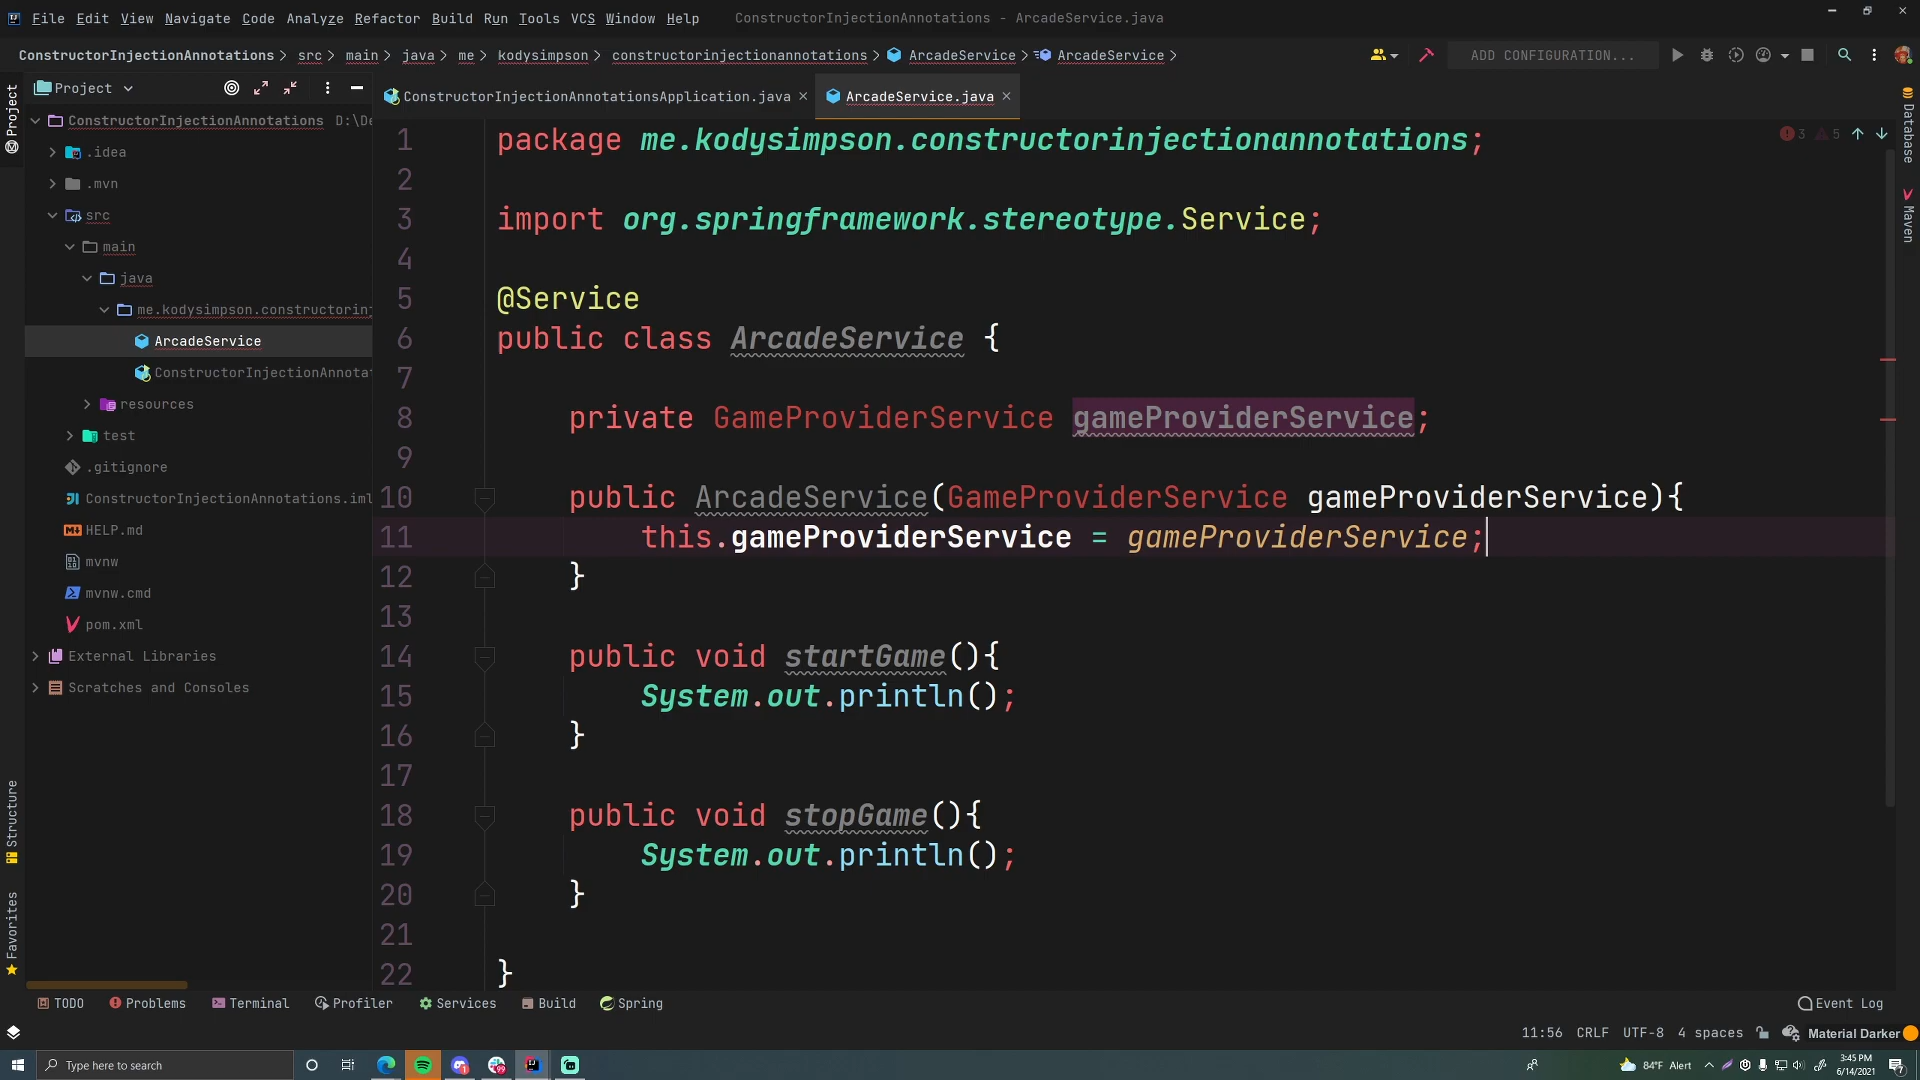 File Edit View Navigate Code Analyze Refactor Build Run Tools VCS Window Help ConstructorInjectionAnnotations - ArcadeService.java
ConstructorInjectionAnnotations > src > main > java > me > kodysimpson > constructorinjectionannotations > ArcadeService > ArcadeService >
ADD CONFIGURATION...
Project
ConstructorInjectionAnnotationsApplication.java
ArcadeService.java
Project
Structure
Favorites
Database
Maven
ConstructorInjectionAnnotations
.idea
.mvn
src
main
java
ArcadeService
resources
test
.gitignore
ConstructorInjectionAnnotations.iml
HELP.md
mvnw
mvnw.cmd
pom.xml
External Libraries
Scratches and Consoles
3 5
1 package me.kodysimpson.constructorinjectionannotations;
2
3 import org.springframework.stereotype.Service;
4
5 @Service
6 public class ArcadeService {
7
8 private GameProviderService gameProviderService;
9
10 public ArcadeService(GameProviderService gameProviderService){
11 this.gameProviderService = gameProviderService;
12 }
13
14 public void startGame(){
15 System.out.println();
16 }
17
18 public void stopGame(){
19 System.out.println();
20 }
21
22 }
TODO Problems Terminal Profiler Services Build Spring Event Log
11:56 CRLF UTF-8 4 spaces Material Darker
Type here to search
84°F Alert
3:45 PM
6/14/2021